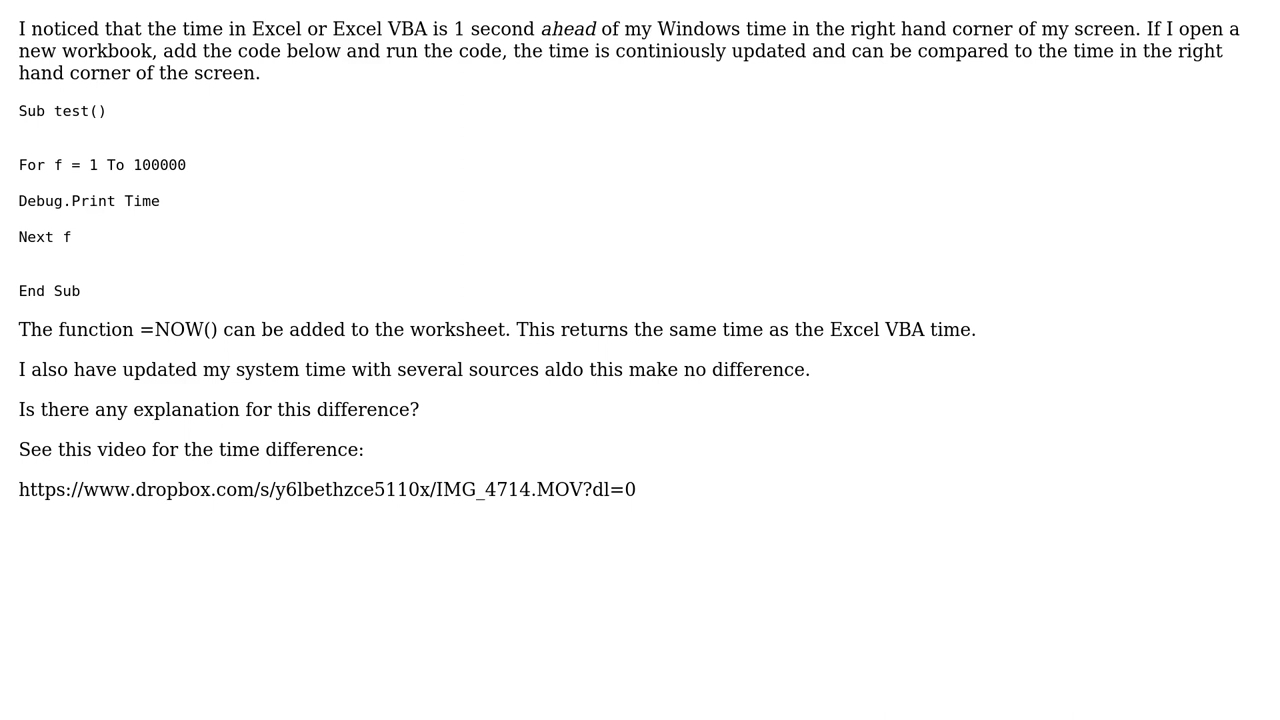 I noticed that the time in Excel or Excel VBA is 1 second ahead of my Windows time in the right hand corner of my screen. If I open a
new workbook, add the code below and run the code, the time is continiously updated and can be compared to the time in the right
hand corner of the screen.
Sub test()
For f = 1 To 100000
Debug.Print Time
Next f
End Sub
The function =NOW() can be added to the worksheet. This returns the same time as the Excel VBA time.
I also have updated my system time with several sources aldo this make no difference.
Is there any explanation for this difference?
See this video for the time difference:
https://www.dropbox.com/s/y6lbethzce5110x/IMG_4714.MOV?dl=0